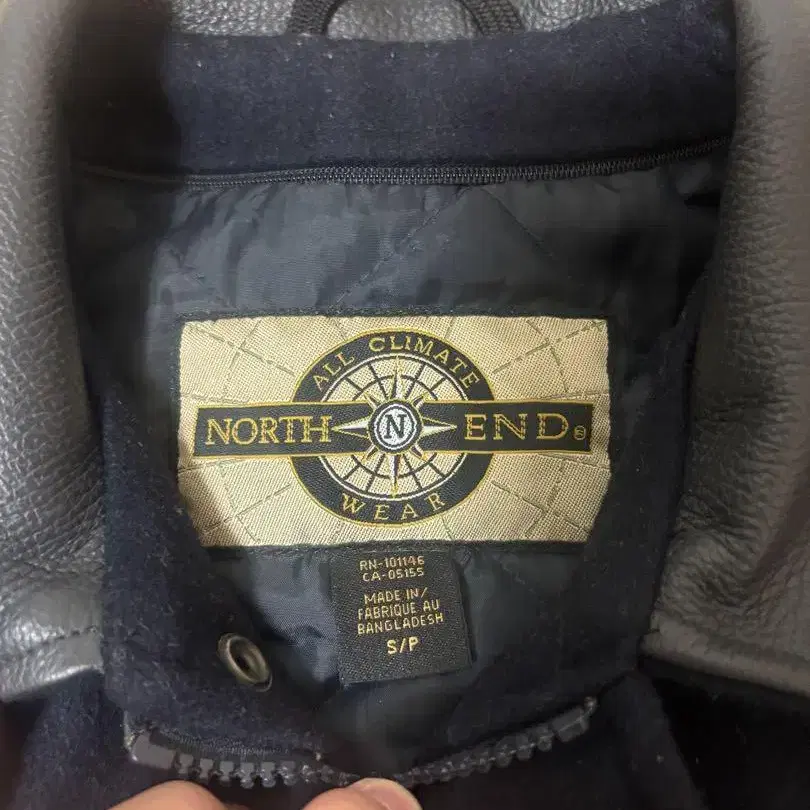 ALL CLIMATE
NORTH N END®
WEAR
RN-101146
CA-05155
MADE IN/
FABRIQUE AU
BANGLADESH
S/P